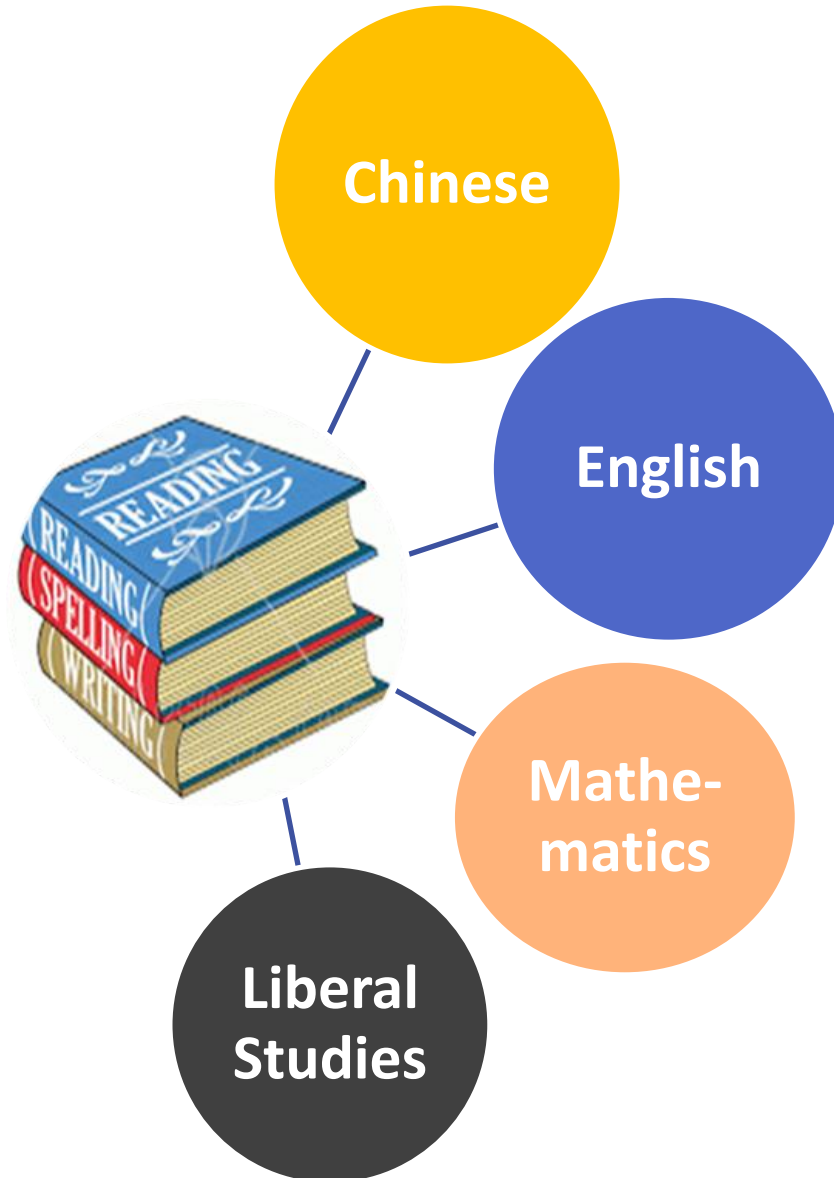 Chinese
English
READING
READING
SPELLING
WRITING
Mathe-
matics
Liberal
Studies